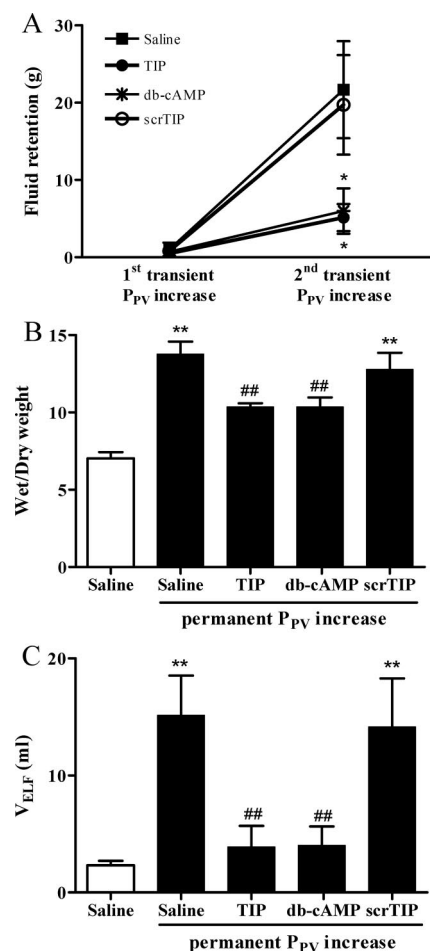 A
Fluid retention (g)
30
20
10
0
Saline
TIP
db-cAMP
scrTIP
*
*
1st transient
PPV increase
2nd transient
PPV increase
B
Wet/Dry weight
15
10
5
0
**
##
##
**
Saline
Saline
TIP
db-cAMP
scrTIP
permanent PPV increase
C
VELF (ml)
20
10
0
**
##
##
**
Saline
Saline
TIP
db-cAMP
scrTIP
permanent PPV increase